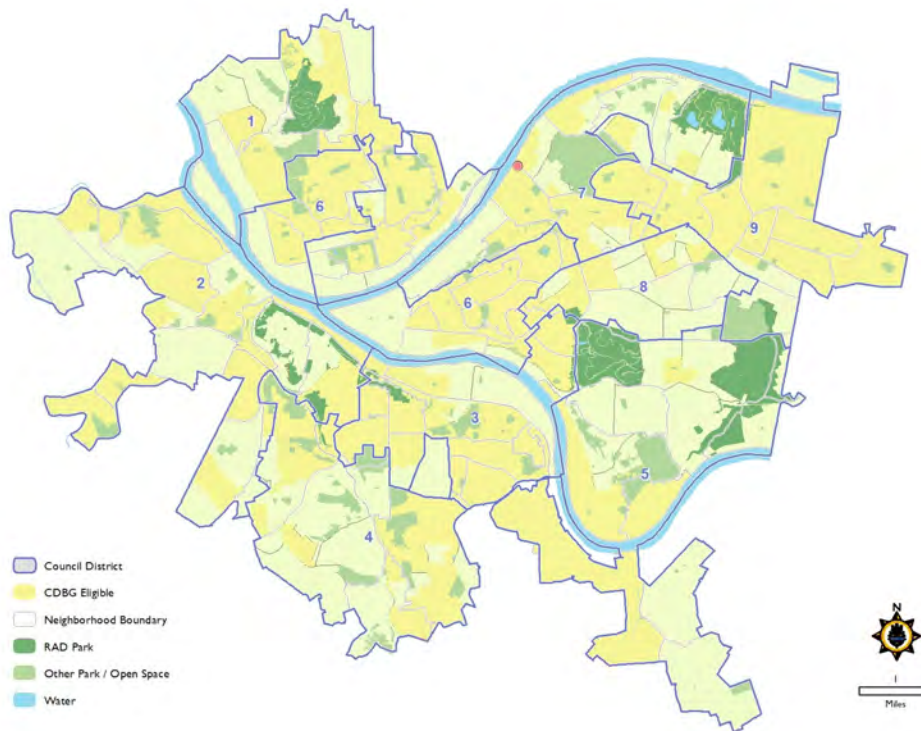 1
6
7
9
2
6
8
3
5
4
Council District
CDBG Eligible
Neighborhood Boundary
RAD Park
Other Park / Open Space
Water
N
1
Miles